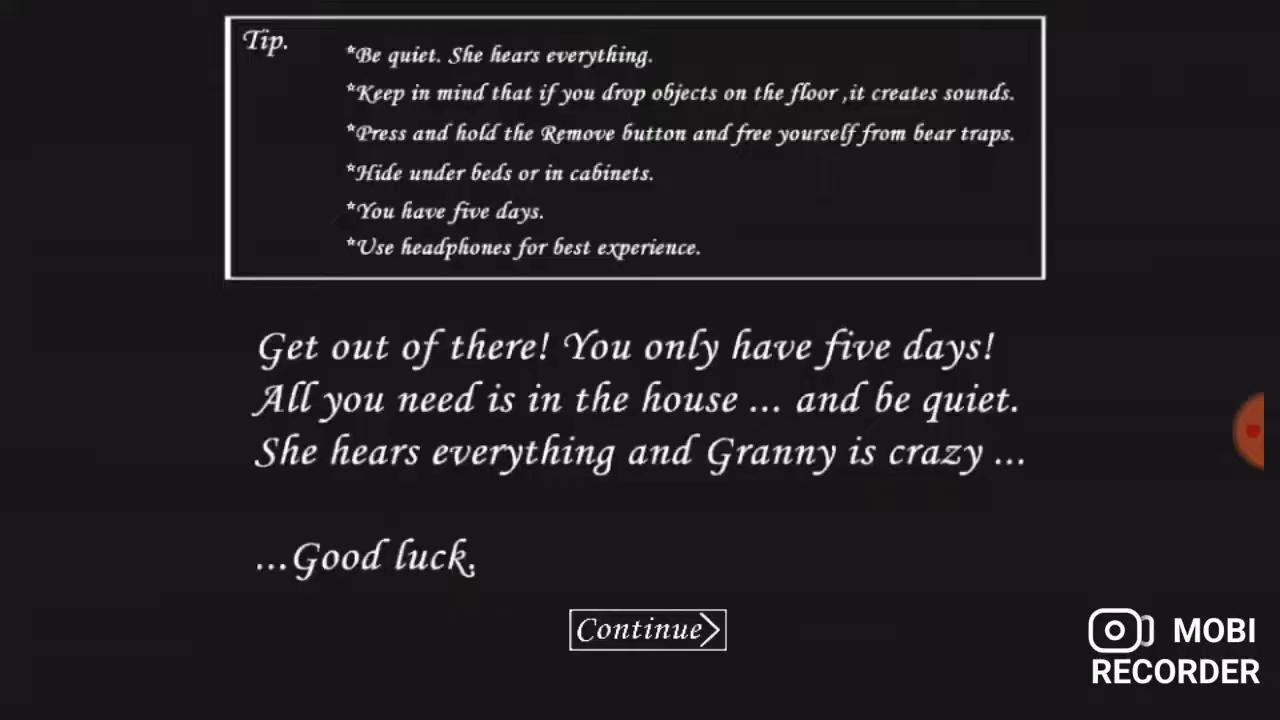 Tip.
*Be quiet. She hears everything.
*Keep in mind that if you drop objects on the floor ,it creates sounds.
*Press and hold the Remove button and free yourself from bear traps.
*Hide under beds or in cabinets.
*You have five days.
*Use headphones for best experience.
Get out of there! You only have five days!
All you need is in the house ... and be quiet.
She hears everything and Granny is crazy ...
...Good luck.
Continue
MOBI
RECORDER